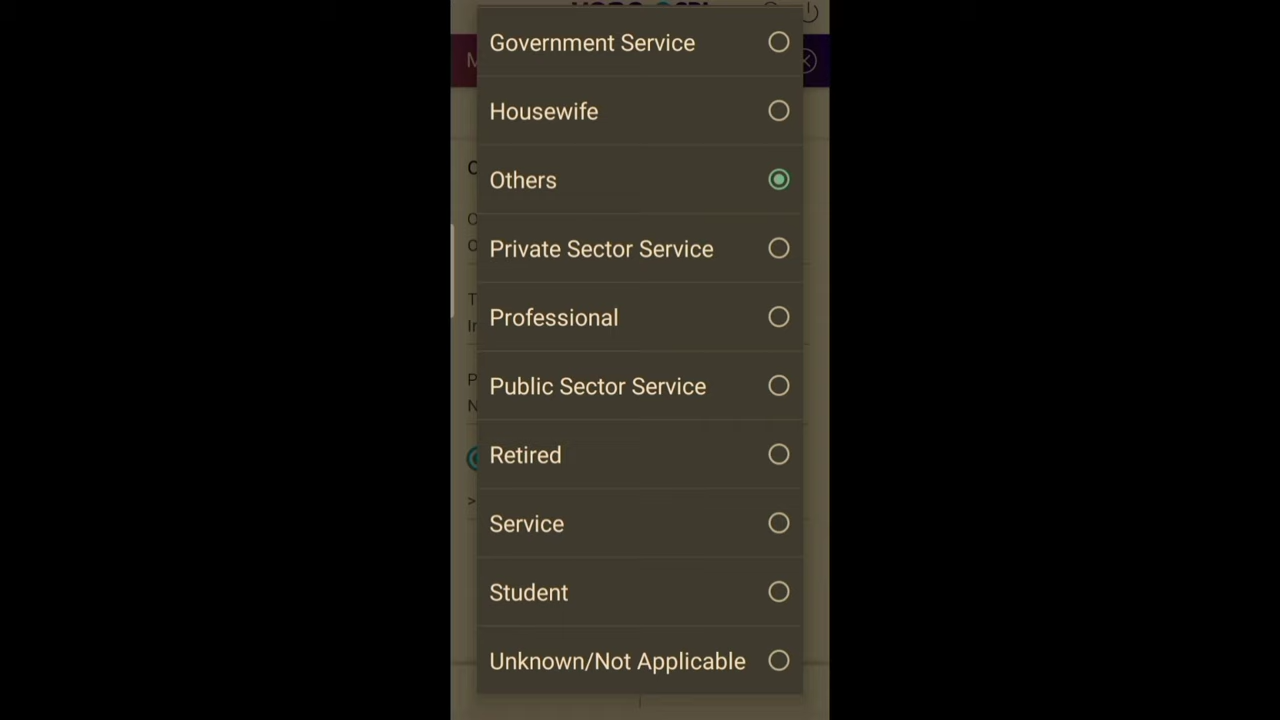 Government Service
Housewife
Others
Private Sector Service
Professional
Public Sector Service
Retired
Service
Student
Unknown/Not Applicable